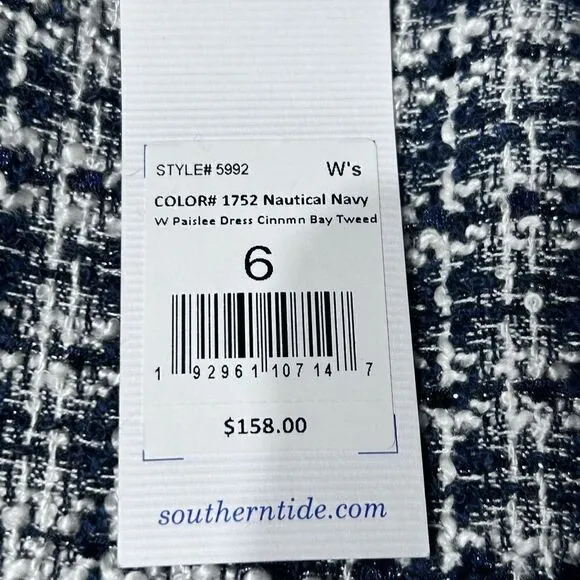 STYLE# 5992 W's
COLOR# 1752 Nautical Navy
W Paislee Dress Cinnmn Bay Tweed
6
1 92961 10714 7
$158.00
southerntide.com